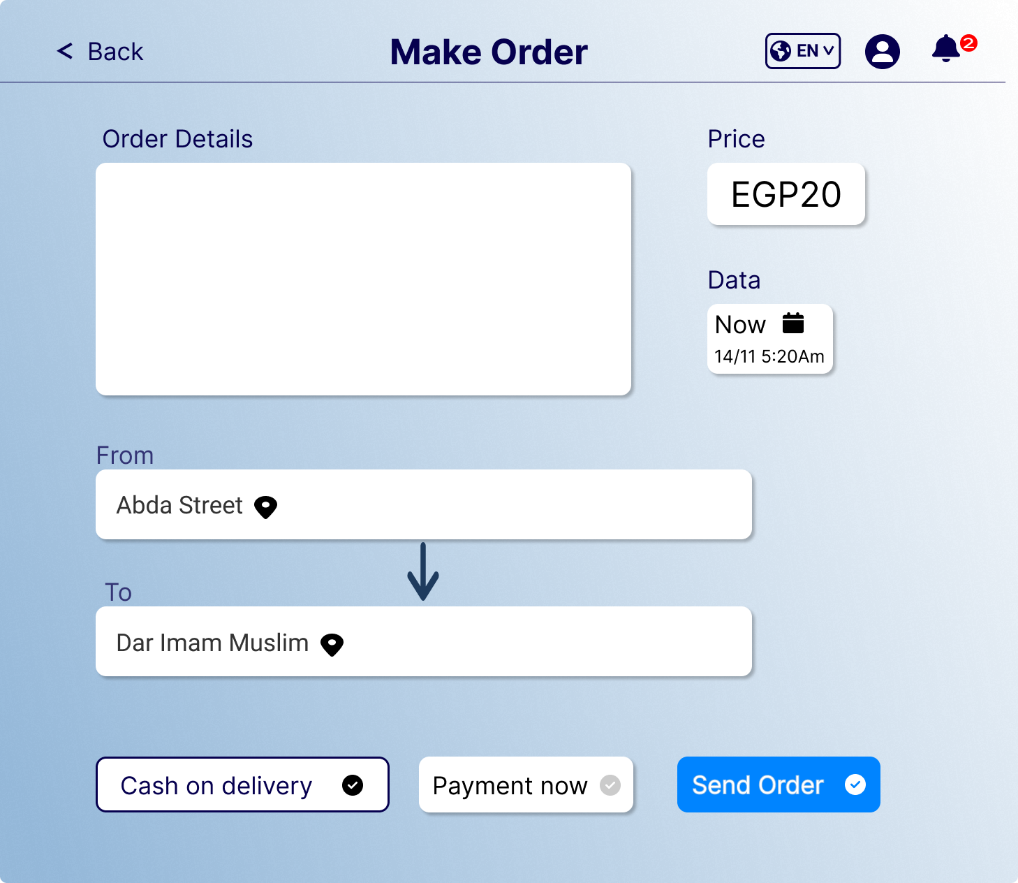 < Back
Make Order
EN
2
Order Details
Price
EGP20
Data
Now
14/11 5:20Am
From
Abda Street
To
Dar Imam Muslim
Cash on delivery
Payment now
Send Order